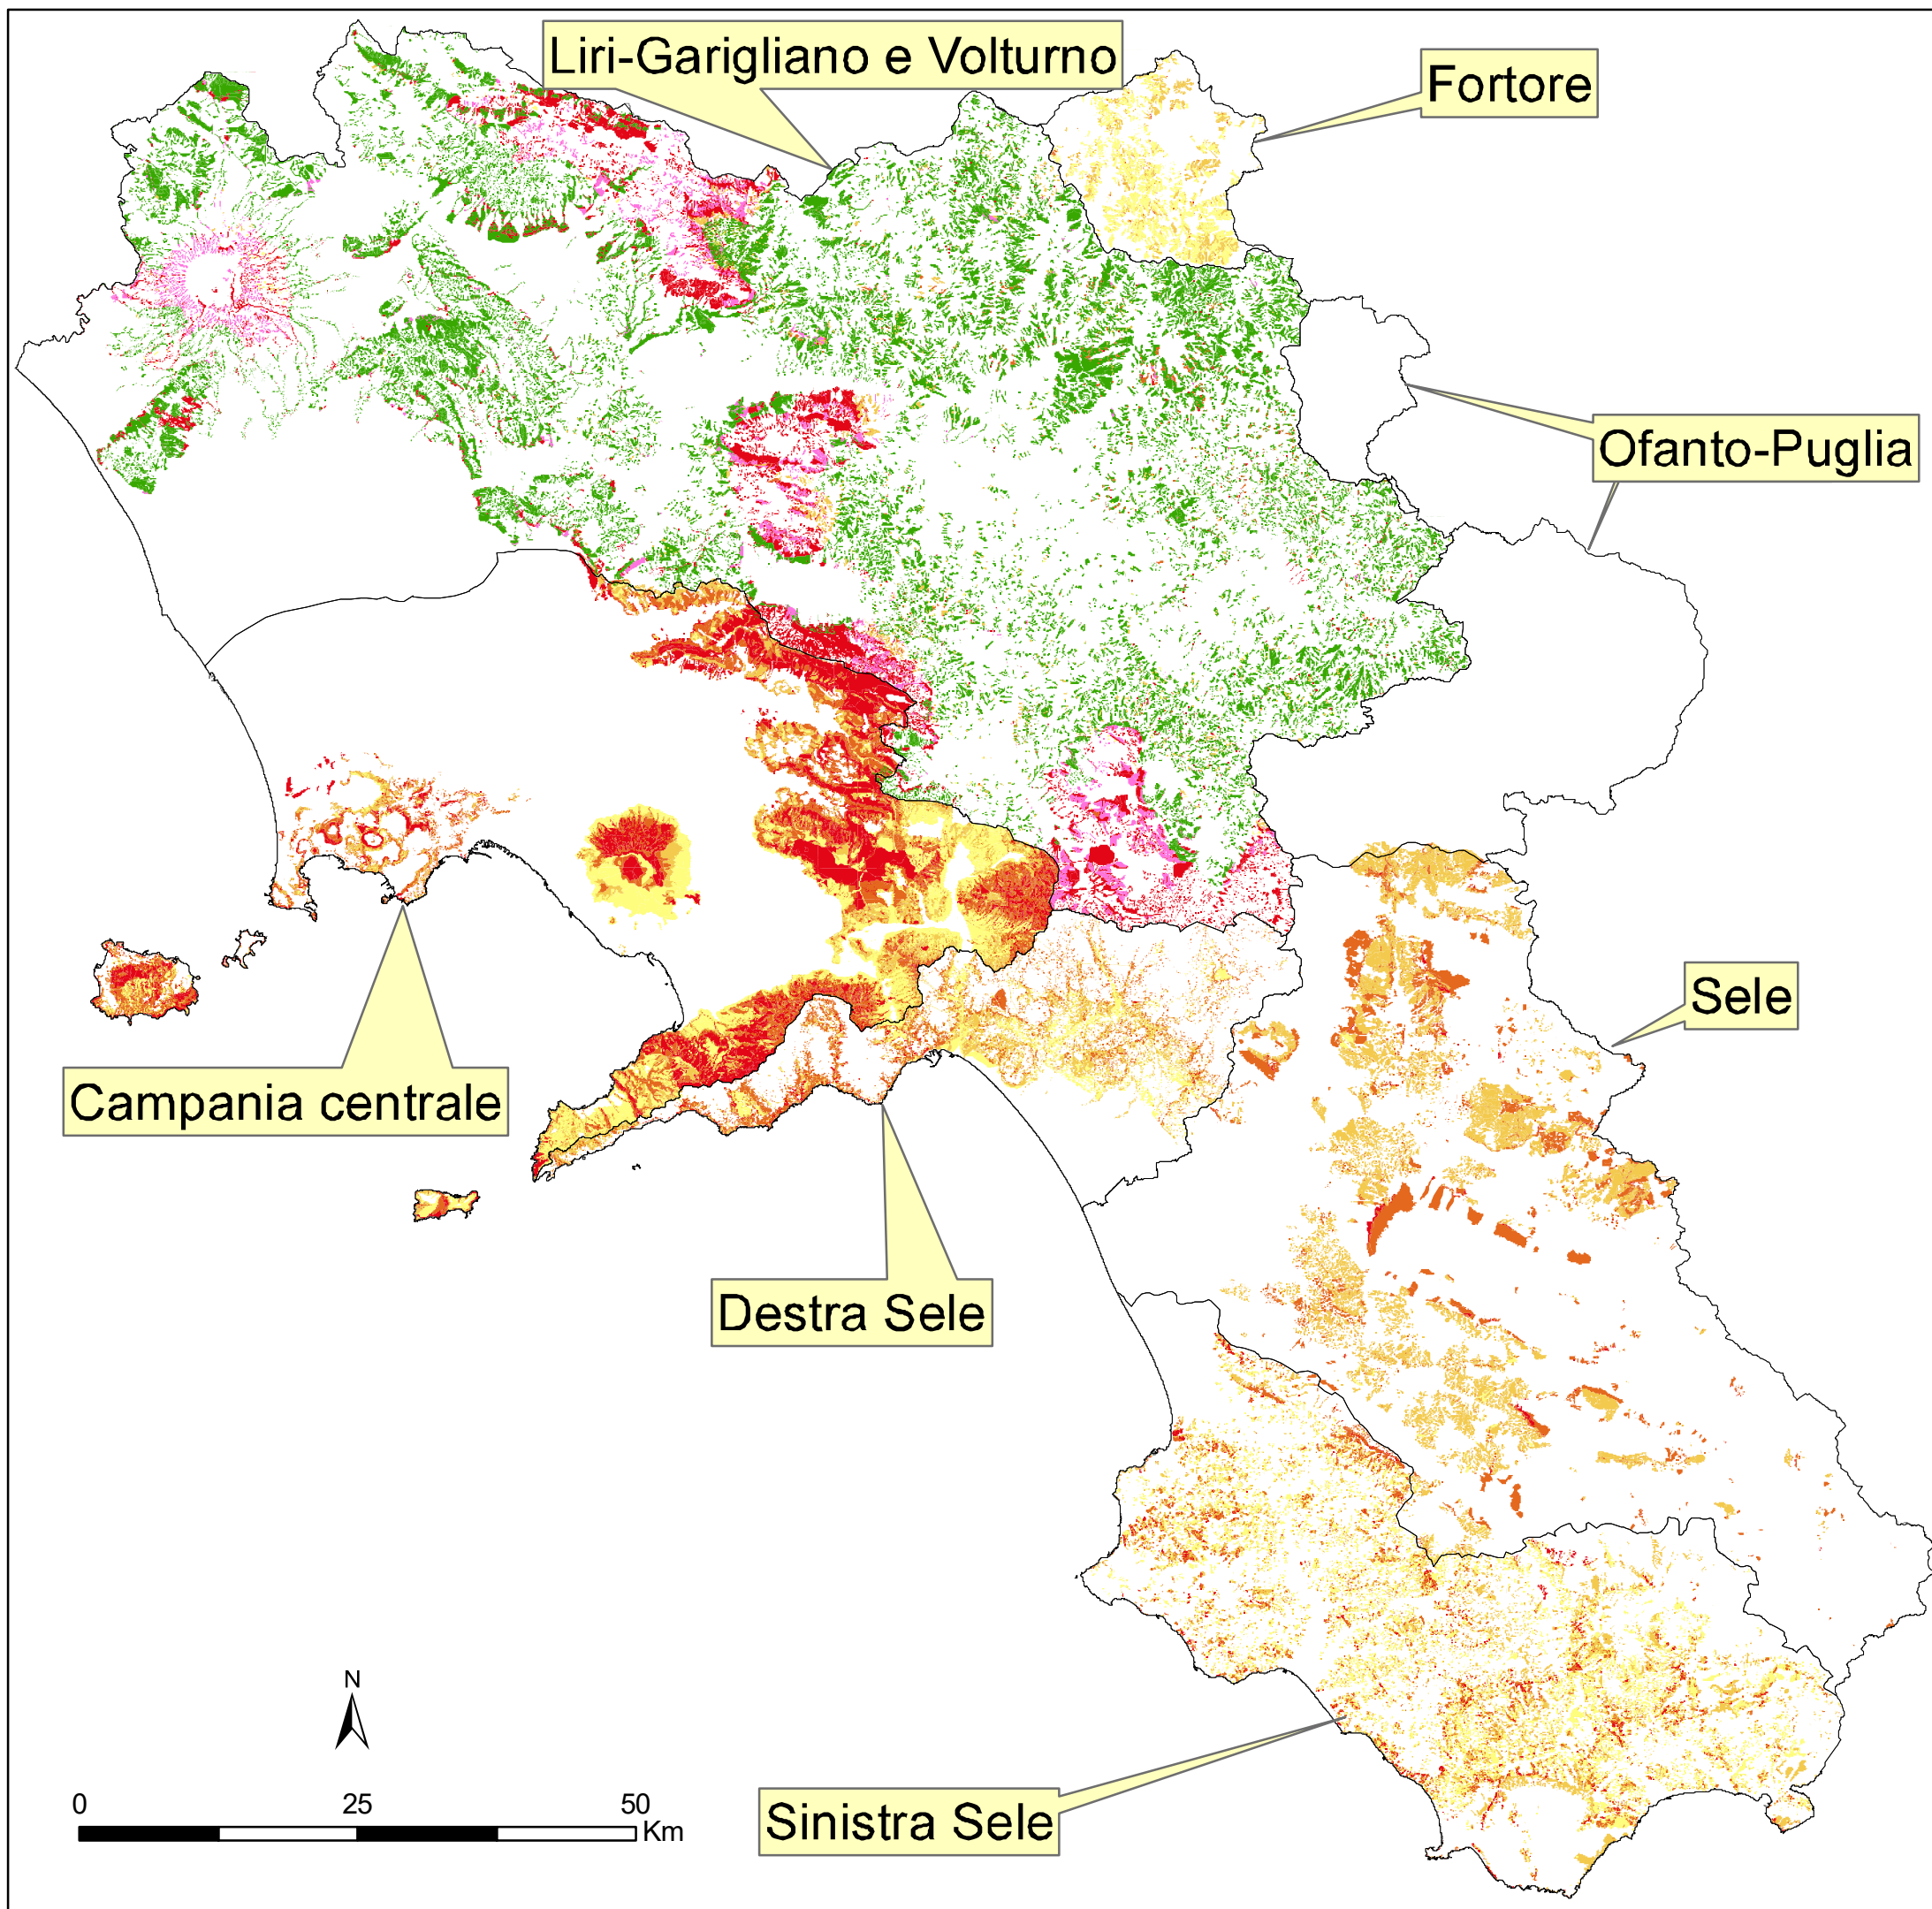 Liri-Garigliano e Volturno
Fortore
Ofanto-Puglia
Sele
Campania centrale
Destra Sele
Sinistra Sele
N
0 25 50
Km